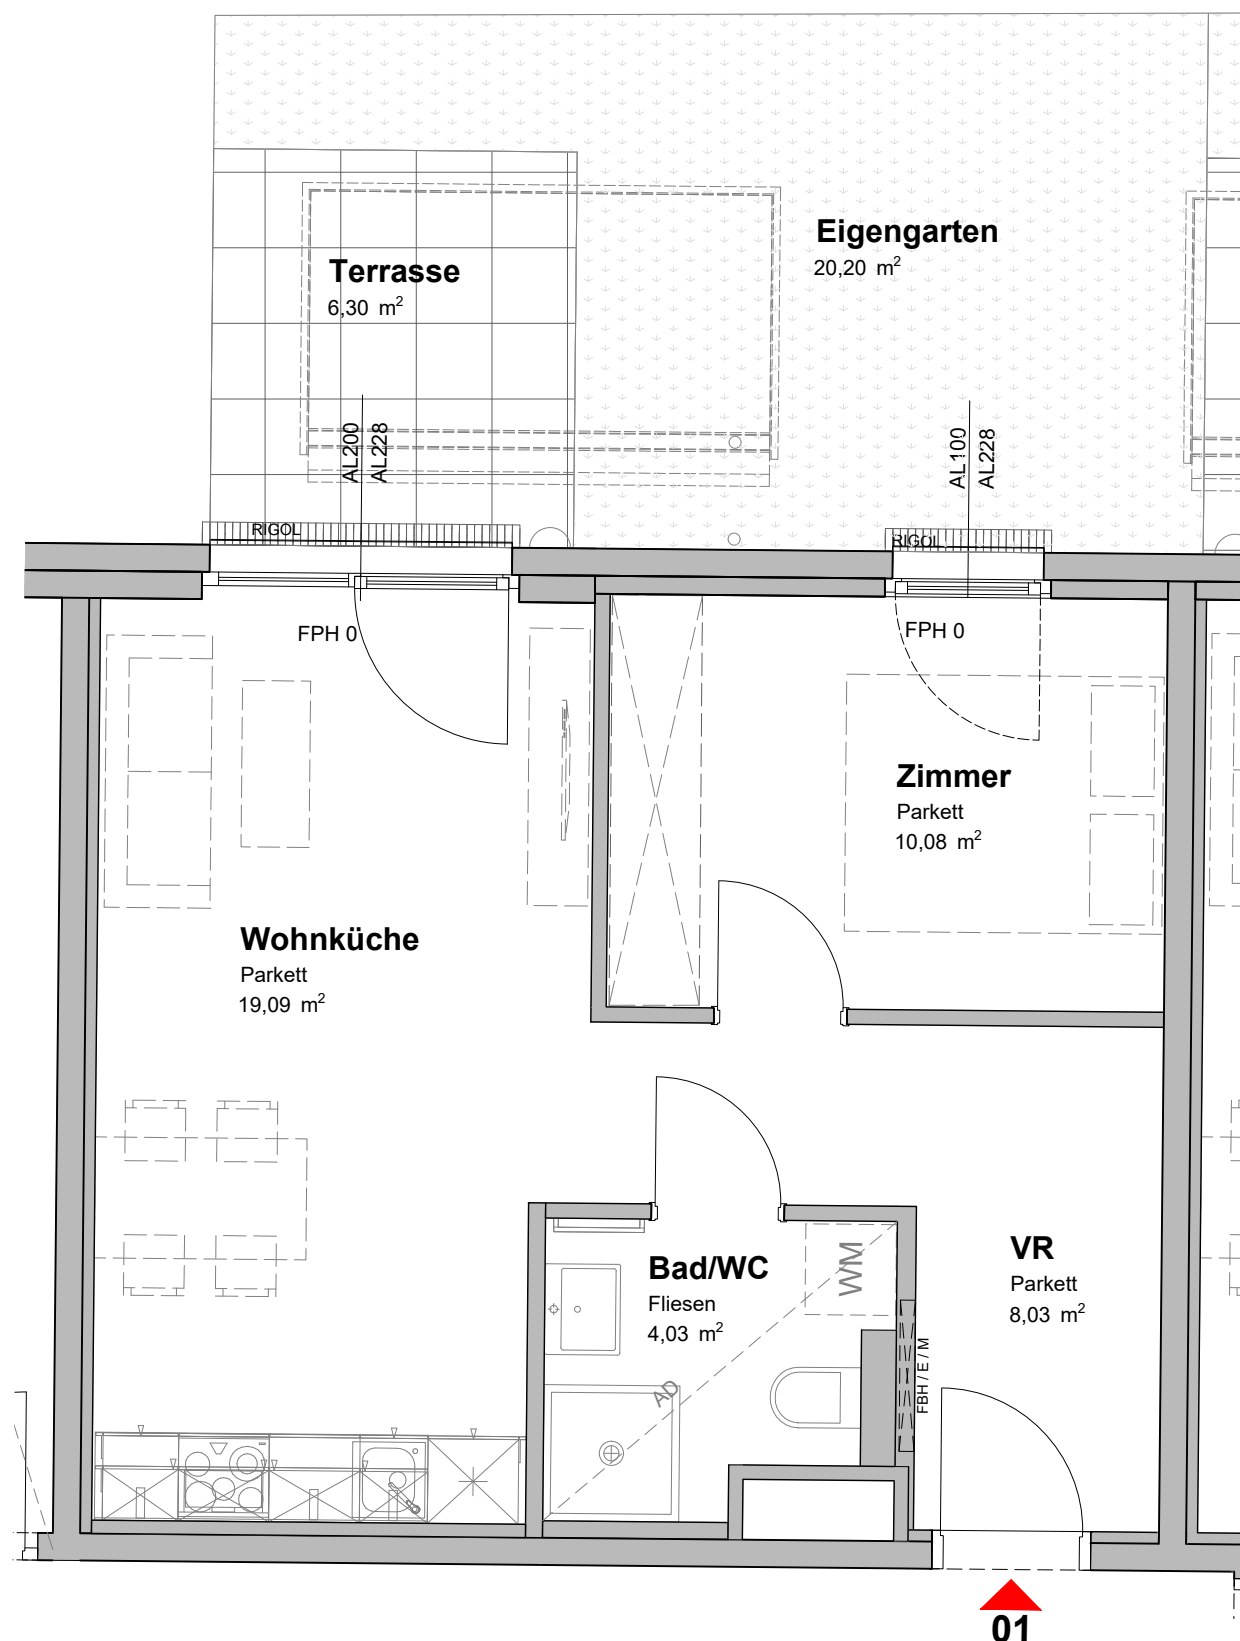 Eigengarten
20,20 m²
Terrasse
6,30 m²
AL200
AL228
AL100
AL228
RIGOL
RIGOL
FPH 0
FPH 0
Zimmer
Parkett
10,08 m²
Wohnküche
Parkett
19,09 m²
Bad/WC
Fliesen
4,03 m²
WM
AD
VR
Parkett
8,03 m²
FBH / E / M
01